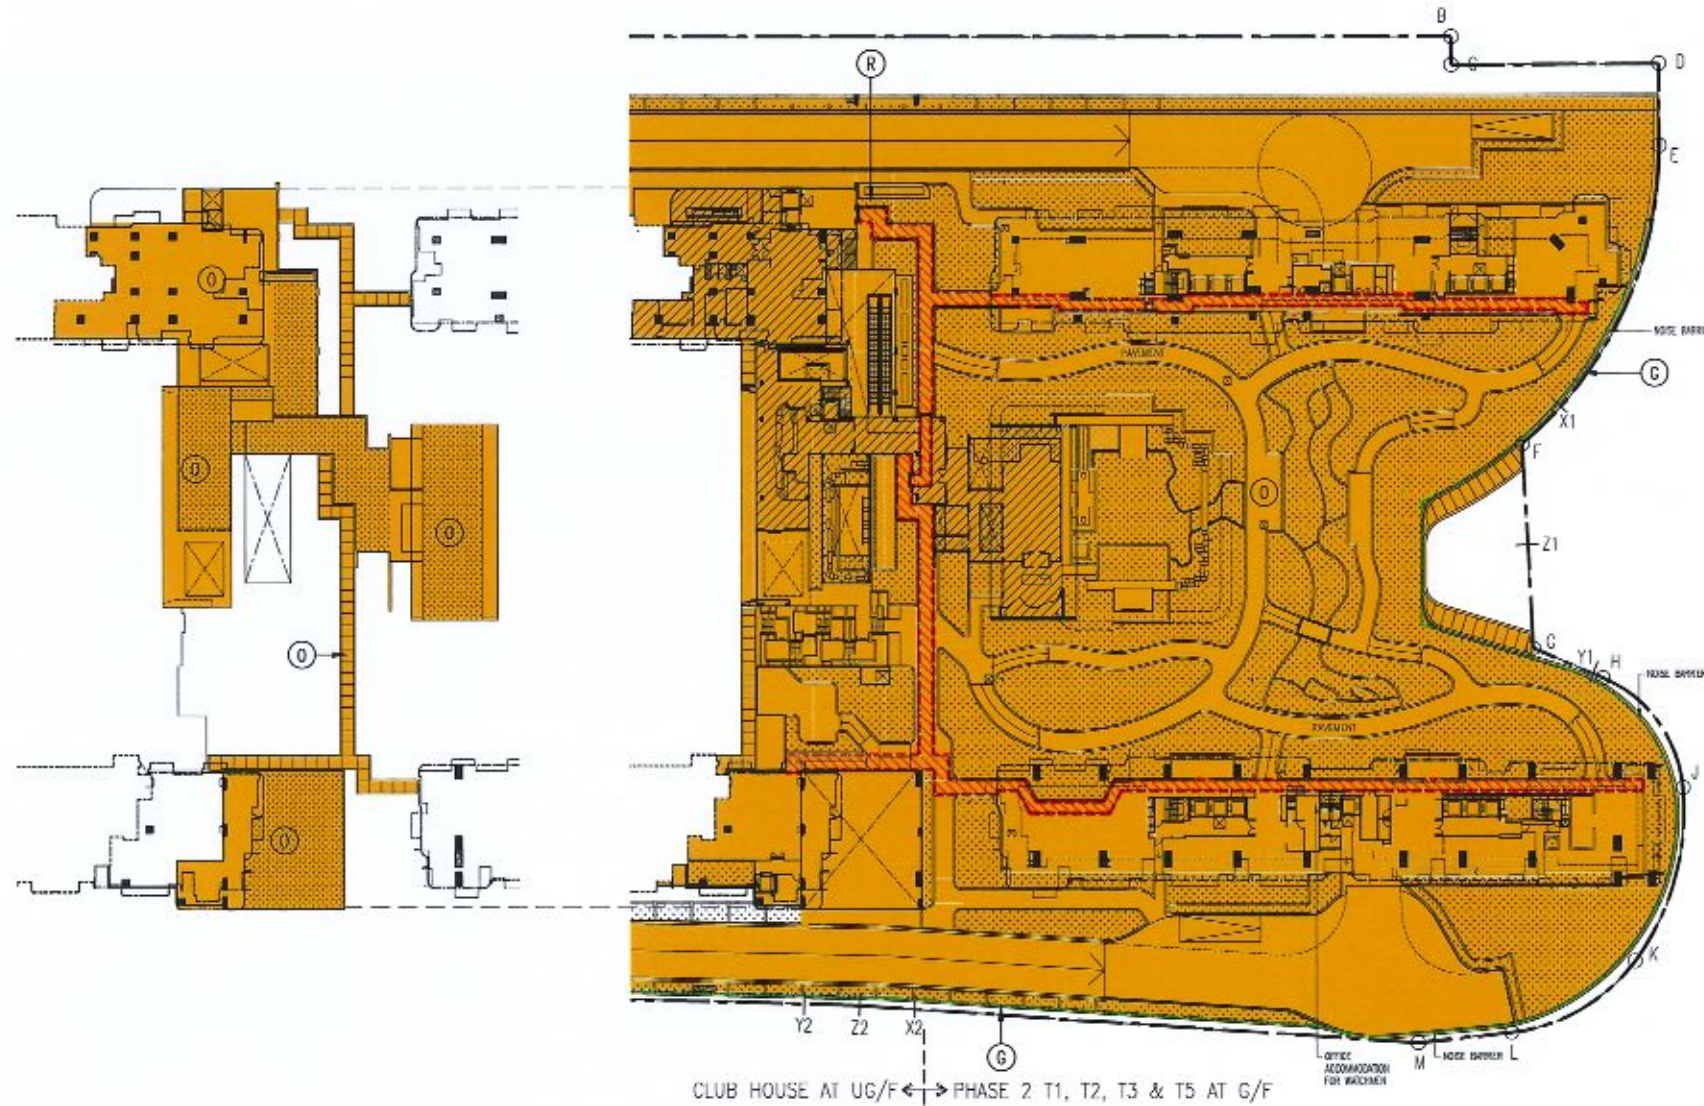 B
R
C
D
E
O
NOISE BARRIER
PAVEMENT
G
X1
F
O
O
O
Z1
O
G
Y1
H
NOISE BARRIER
PAVEMENT
J
O
K
Y2
Z2
X2
G
M
L
OFFICE
ACCOMMODATION
FOR WATCHMEN
NOISE BARRIER
CLUB HOUSE AT UG/F
PHASE 2 T1, T2, T3 & T5 AT G/F